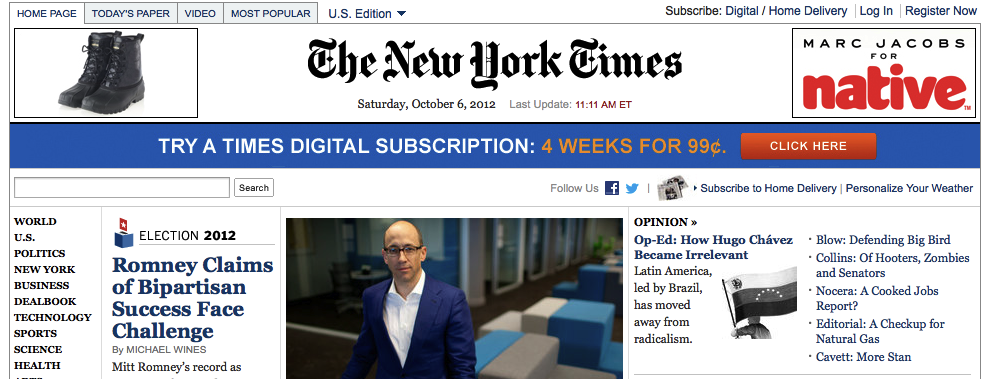 HOME PAGE TODAY'S PAPER VIDEO MOST POPULAR U.S. Edition
Subscribe: Digital / Home Delivery Log In Register Now
The New York Times
Saturday, October 6, 2012 Last Update: 11:11 AM ET
MARC JACOBS
FOR
native™
TRY A TIMES DIGITAL SUBSCRIPTION: 4 WEEKS FOR 99¢. CLICK HERE
Search
Follow Us Subscribe to Home Delivery Personalize Your Weather
WORLD
U.S.
POLITICS
NEW YORK
BUSINESS
DEALBOOK
TECHNOLOGY
SPORTS
SCIENCE
HEALTH
ELECTION 2012
Romney Claims
of Bipartisan
Success Face
Challenge
By MICHAEL WINES
Mitt Romney's record as
OPINION »
Op-Ed: How Hugo Chávez
Became Irrelevant
Latin America,
led by Brazil,
has moved
away from
radicalism.
· Blow: Defending Big Bird
· Collins: Of Hooters, Zombies
and Senators
· Nocera: A Cooked Jobs
Report?
· Editorial: A Checkup for
Natural Gas
· Cavett: More Stan